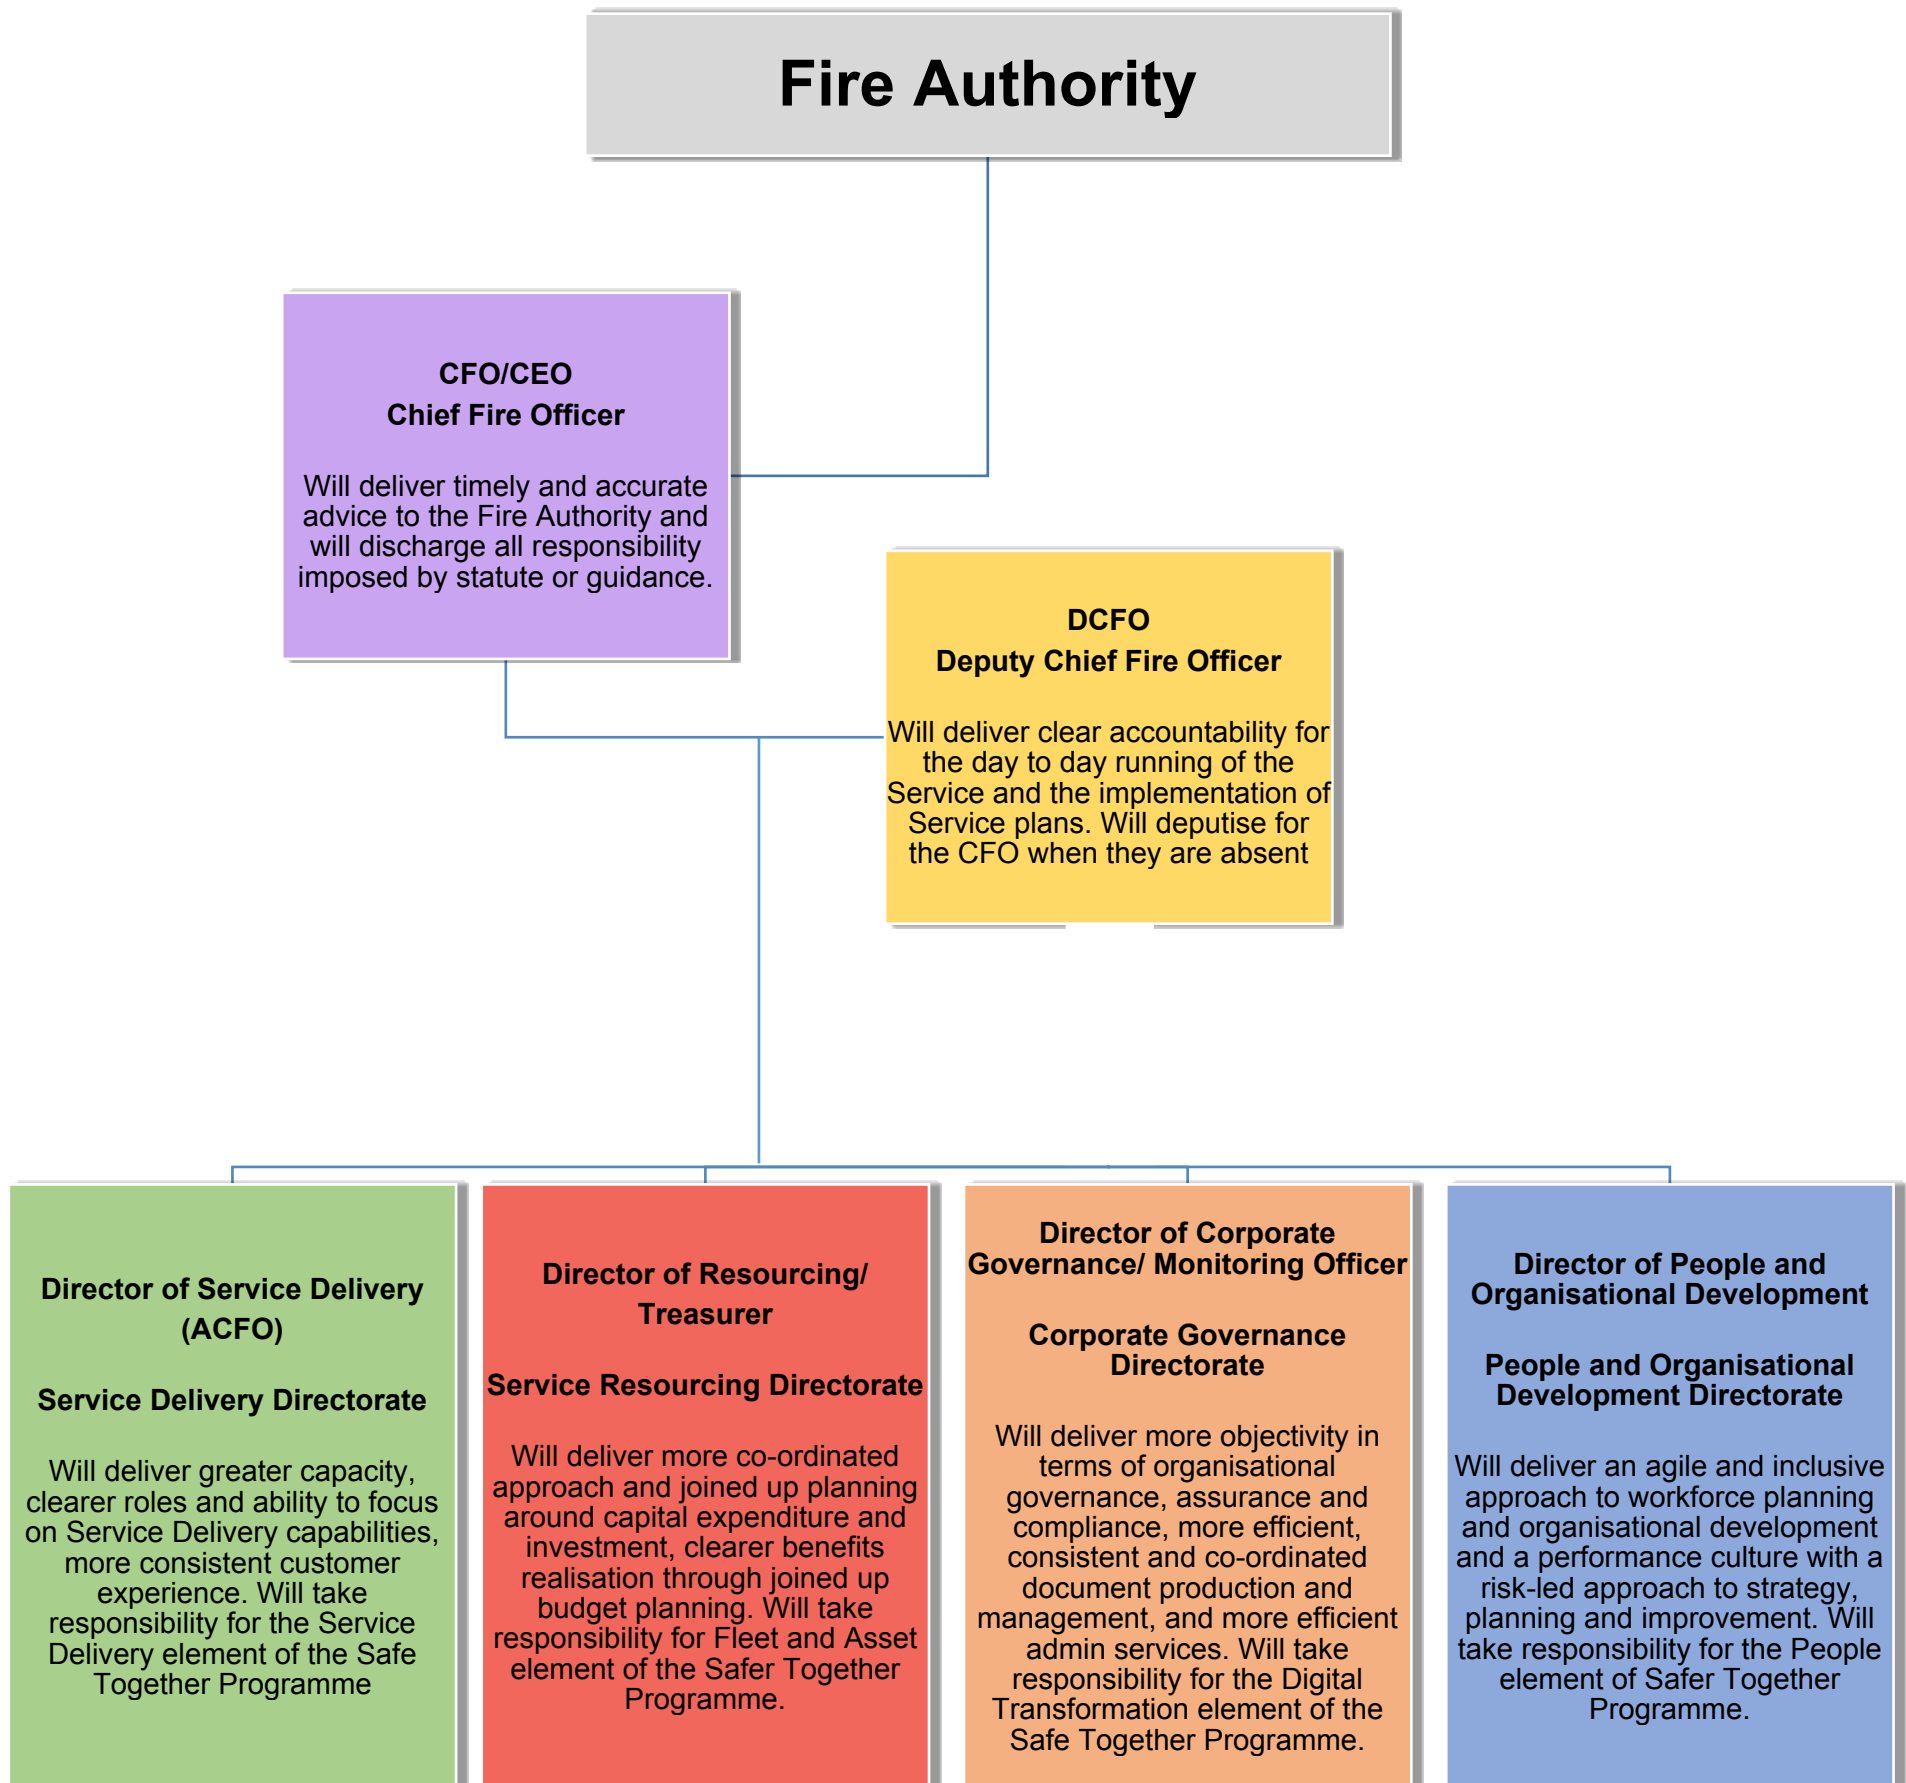 Fire Authority
CFO/CEO
Chief Fire Officer
Will deliver timely and accurate
advice to the Fire Authority and
will discharge all responsibility
imposed by statute or guidance.
DCFO
Deputy Chief Fire Officer
Will deliver clear accountability for
the day to day running of the
Service and the implementation of
Service plans. Will deputise for
the CFO when they are absent
Director of Service Delivery
(ACFO)
Service Delivery Directorate
Will deliver greater capacity,
clearer roles and ability to focus
on Service Delivery capabilities,
more consistent customer
experience. Will take
responsibility for the Service
Delivery element of the Safe
Together Programme
Director of Resourcing/
Treasurer
Service Resourcing Directorate
Will deliver more co-ordinated
approach and joined up planning
around capital expenditure and
investment, clearer benefits
realisation through joined up
budget planning. Will take
responsibility for Fleet and Asset
element of the Safer Together
Programme.
Director of Corporate
Governance/ Monitoring Officer
Corporate Governance
Directorate
Will deliver more objectivity in
terms of organisational
governance, assurance and
compliance, more efficient,
consistent and co-ordinated
document production and
management, and more efficient
admin services. Will take
responsibility for the Digital
Transformation element of the
Safe Together Programme.
Director of People and
Organisational Development
People and Organisational
Development Directorate
Will deliver an agile and inclusive
approach to workforce planning
and organisational development
and a performance culture with a
risk-led approach to strategy,
planning and improvement. Will
take responsibility for the People
element of Safer Together
Programme.